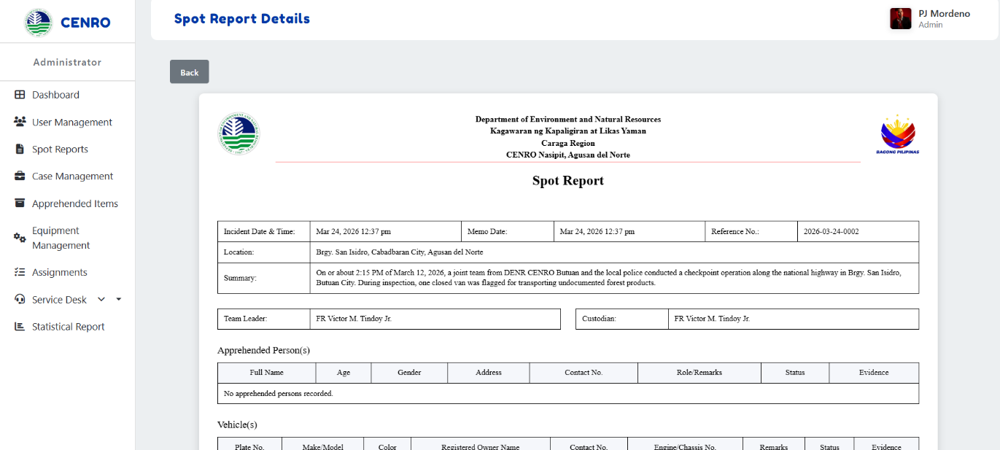 CENRO
Spot Report Details
PJ Mordeno
Admin
Administrator
Dashboard
User Management
Spot Reports
Case Management
Apprehended Items
Equipment
Management
Assignments
Service Desk
Statistical Report
Back
Department of Environment and Natural Resources
Kagawaran ng Kapaligiran at Likas Yaman
Caraga Region
CENRO Nasipit, Agusan del Norte
BAGONG PILIPINAS
Spot Report
Incident Date & Time: Mar 24, 2026 12:37 pm Memo Date: Mar 24, 2026 12:37 pm Reference No.: 2026-03-24-0002
Location: Brgy. San Isidro, Cabadbaran City, Agusan del Norte
Summary: On or about 2:15 PM of March 12, 2026, a joint team from DENR CENRO Butuan and the local police conducted a checkpoint operation along the national highway in Brgy. San Isidro,
Butuan City. During inspection, one closed van was flagged for transporting undocumented forest products.
Team Leader: FR Victor M. Tindoy Jr. Custodian: FR Victor M. Tindoy Jr.
Apprehended Person(s)
Full Name Age Gender Address Contact No. Role/Remarks Status Evidence
No apprehended persons recorded.
Vehicle(s)
Plate No. Make/Model Color Registered Owner Name Contact No. Engine/Chassis No. Remarks Status Evidence